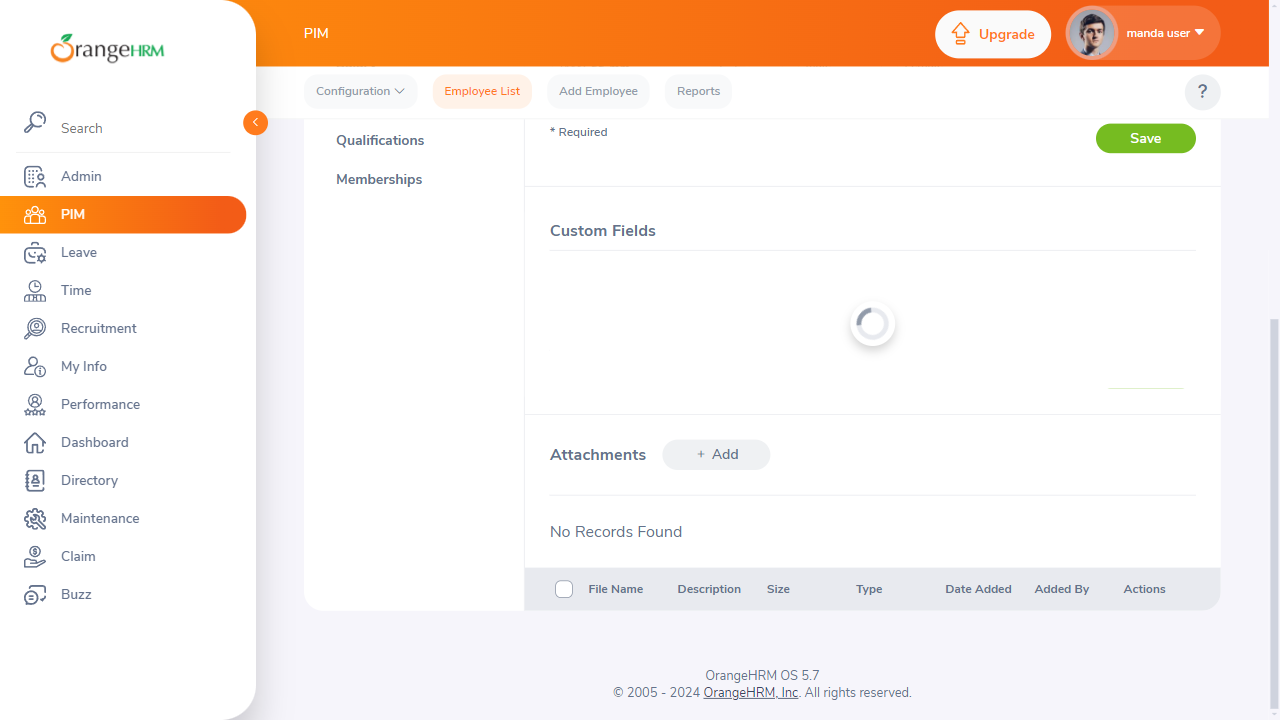 OrangeHRM
Search
Admin
PIM
Leave
Time
Recruitment
My Info
Performance
Dashboard
Directory
Maintenance
Claim
Buzz
PIM
Upgrade
manda user
Configuration
Employee List
Add Employee
Reports
?
Qualifications
Memberships
* Required
Save
Custom Fields
Attachments
+ Add
No Records Found
File Name Description Size Type Date Added Added By Actions
OrangeHRM OS 5.7
© 2005 - 2024 OrangeHRM, Inc. All rights reserved.